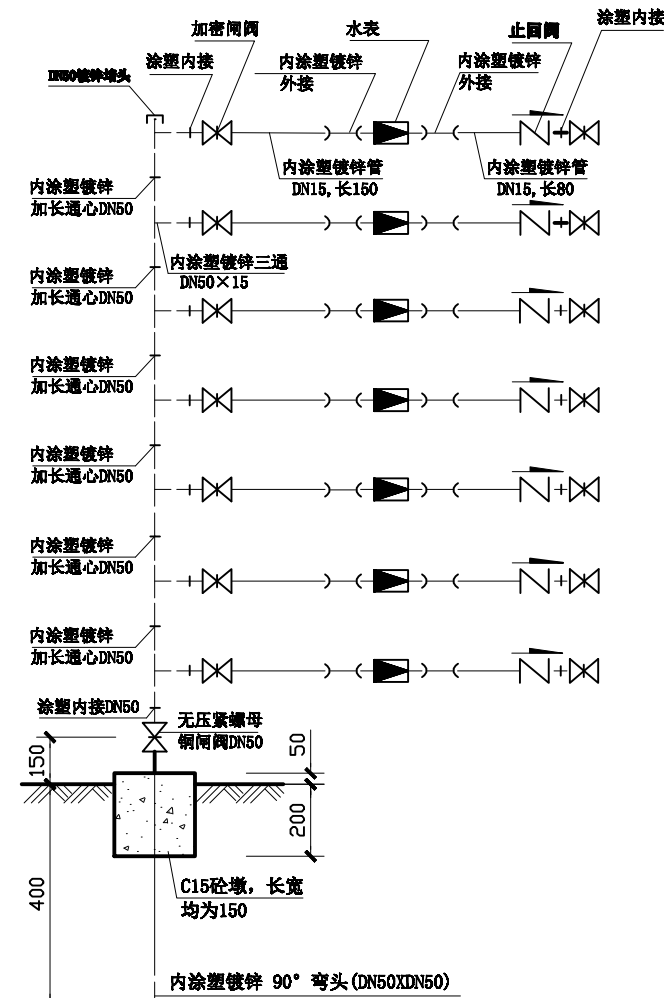 涂塑内接
加密闸阀
水表
止回阀
涂塑内接
内涂塑镀锌
外接
内涂塑镀锌
外接
DN50镀锌堵头
内涂塑镀锌管
DN15,长150
内涂塑镀锌管
DN15,长80
内涂塑镀锌
加长通心DN50
内涂塑镀锌三通
DN50×15
内涂塑镀锌
加长通心DN50
内涂塑镀锌
加长通心DN50
内涂塑镀锌
加长通心DN50
内涂塑镀锌
加长通心DN50
内涂塑镀锌
加长通心DN50
涂塑内接DN50
无压紧螺母
铜闸阀DN50
150
50
200
400
C15砼墩，长宽
均为150
内涂塑镀锌 90°弯头(DN50XDN50)